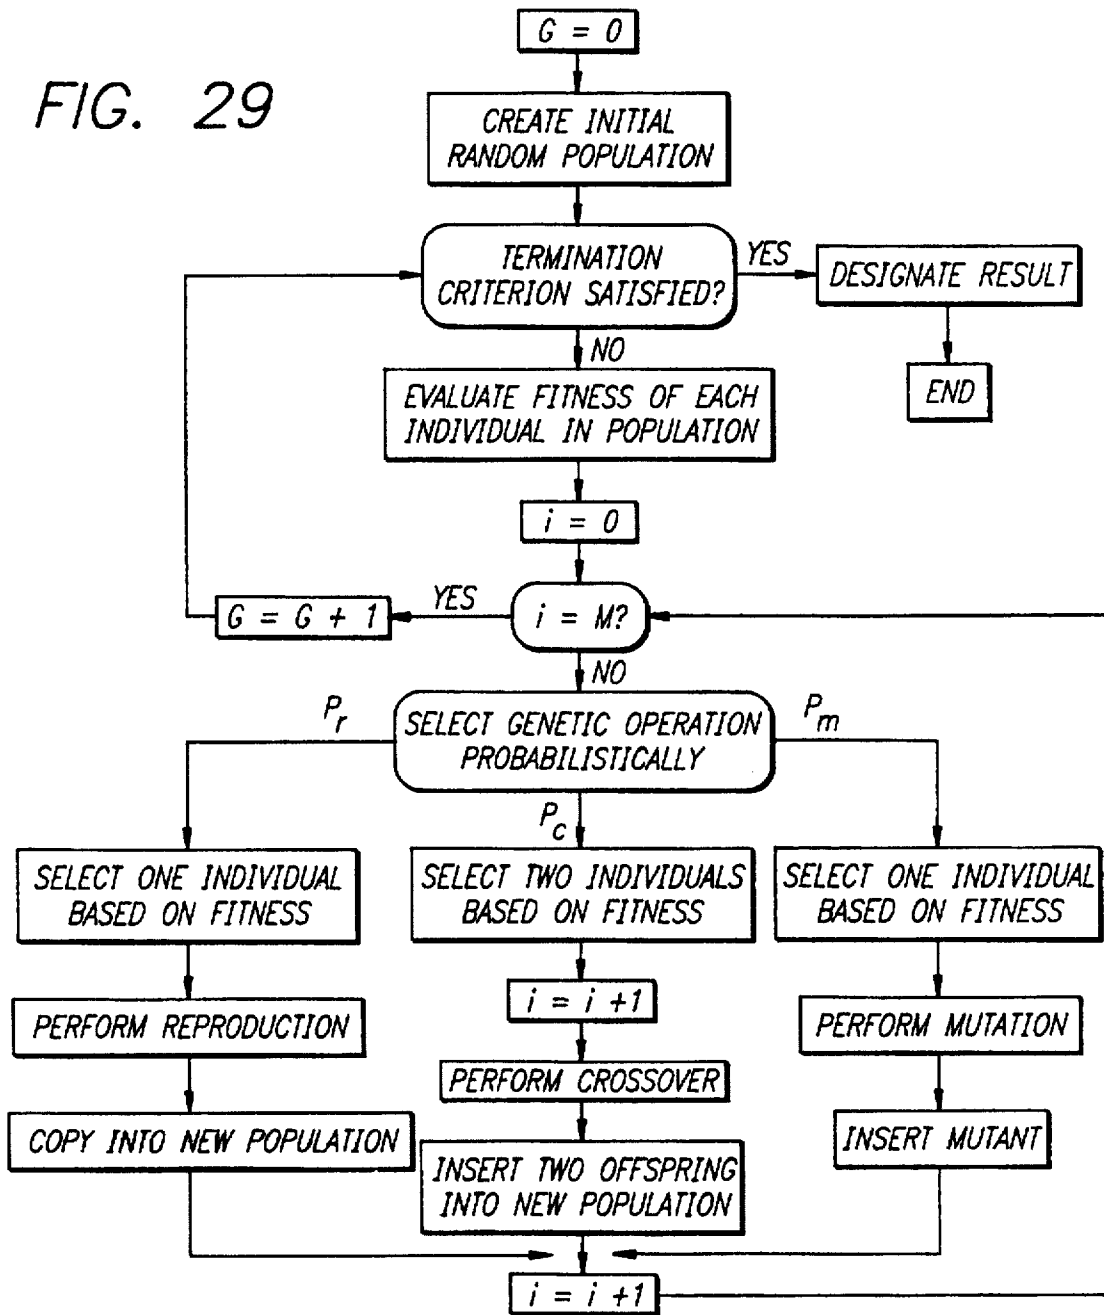 FIG. 29
G = 0
CREATE INITIAL
RANDOM POPULATION
TERMINATION
CRITERION SATISFIED?
YES
DESIGNATE RESULT
END
NO
EVALUATE FITNESS OF EACH
INDIVIDUAL IN POPULATION
i = 0
i = M?
YES
G = G + 1
NO
SELECT GENETIC OPERATION
PROBABILISTICALLY
Pr
Pc
Pm
SELECT ONE INDIVIDUAL
BASED ON FITNESS
PERFORM REPRODUCTION
COPY INTO NEW POPULATION
SELECT TWO INDIVIDUALS
BASED ON FITNESS
i = i +1
PERFORM CROSSOVER
INSERT TWO OFFSPRING
INTO NEW POPULATION
SELECT ONE INDIVIDUAL
BASED ON FITNESS
PERFORM MUTATION
INSERT MUTANT
i = i +1